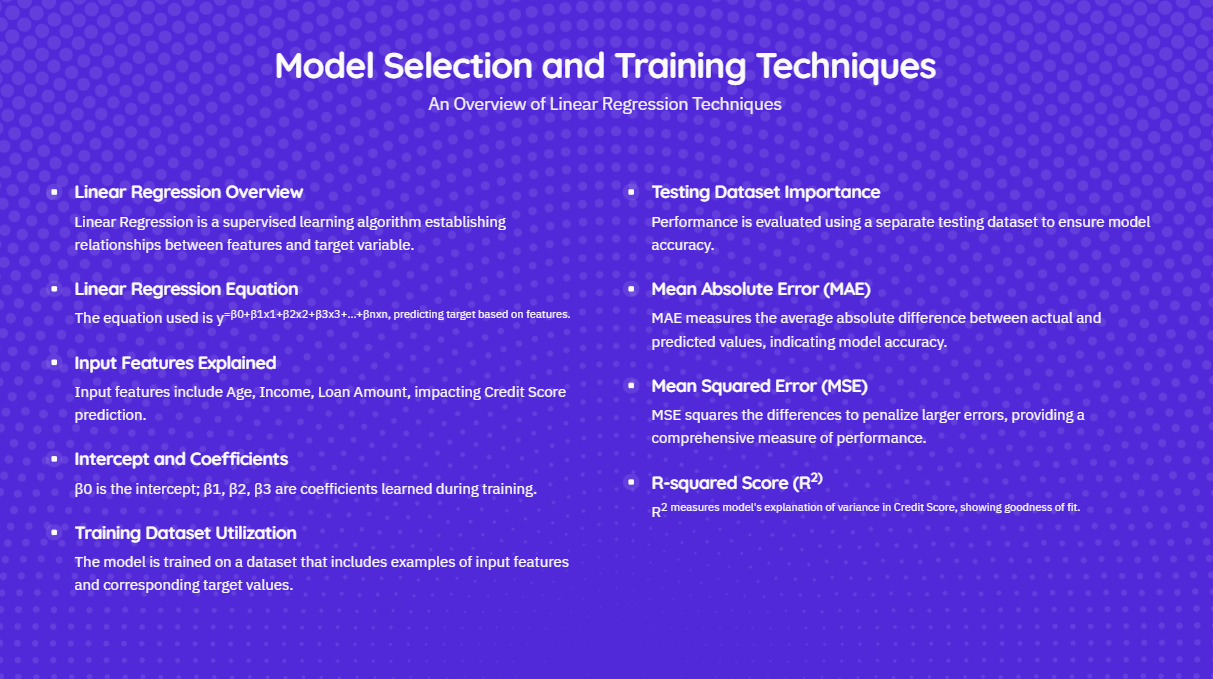 Model Selection and Training Techniques
An Overview of Linear Regression Techniques
Linear Regression Overview
Linear Regression is a supervised learning algorithm establishing
relationships between features and target variable.
Linear Regression Equation
The equation used is y^=β0+β1x1+β2x2+β3x3+...+βnxn, predicting target based on features.
Input Features Explained
Input features include Age, Income, Loan Amount, impacting Credit Score
prediction.
Intercept and Coefficients
β0 is the intercept; β1, β2, β3 are coefficients learned during training.
Training Dataset Utilization
The model is trained on a dataset that includes examples of input features
and corresponding target values.
Testing Dataset Importance
Performance is evaluated using a separate testing dataset to ensure model
accuracy.
Mean Absolute Error (MAE)
MAE measures the average absolute difference between actual and
predicted values, indicating model accuracy.
Mean Squared Error (MSE)
MSE squares the differences to penalize larger errors, providing a
comprehensive measure of performance.
R-squared Score (R²⁾
R² measures model's explanation of variance in Credit Score, showing goodness of fit.